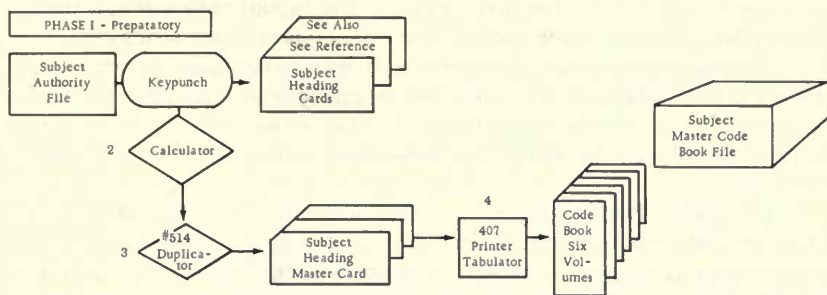 PHASE I - Prepatatory
See Also
See Reference
Subject
Heading
Cards
Subject
Authority
File
Keypunch
Subject
Master Code
Book File
2
Calculator
3
#514
Duplica-
tor
Subject
Heading
Master Card
4
407
Printer
Tabulator
Code
Book
Six
Vol-
umes